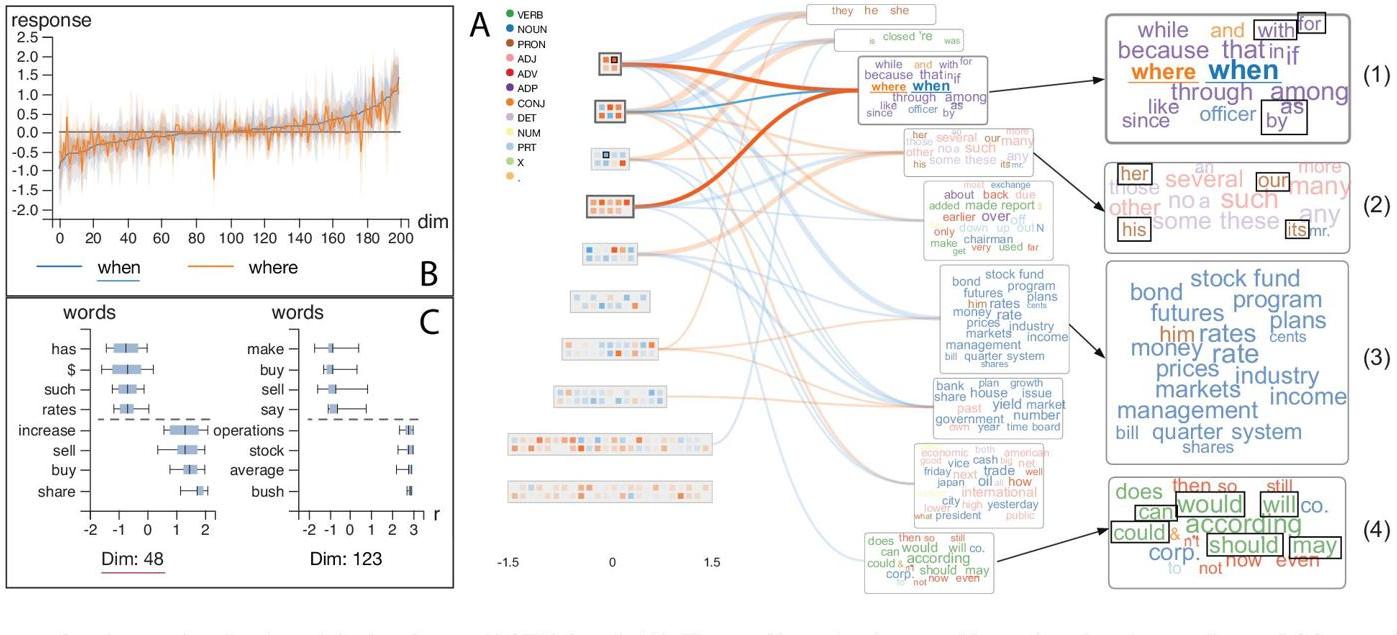 response
2.5
2.0
1.5
1.0
0.5
0.0
-0.5
-1.0
-1.5
-2.0
0 20 40 60 80 100 120 140 160 180 200
dim
when where
B
words words
C
has make
$ buy
such sell
rates say
increase operations
sell stock
buy average
share bush
-2 -1 0 1 2 -2 -1 0 1 2 3 r
Dim: 48 Dim: 123
A
VERB
NOUN
PRON
ADJ
ADV
ADP
CONJ
DET
NUM
PRT
X
.
-1.5 0 1.5
they he she
is closed 're was
while and with for
because that in if
where when
through among
like officer as
since by
her an our more
those no a such many
other some these any
his its mr.
most exchange
about back due
added made report s
earlier over off
only down up out N
make chairman
get very used far
stock fund
bond program
futures plans
him rates cents
money rate
prices industry
markets income
management
bill quarter system
shares
bank plan growth
share house issue
past yield market
government number
own year time board
economic both american
good vice cash big net
friday next trade well
japan oil all how
international
city
lower high yesterday
what president public
does then so still
can would will co.
could & according
n't should may
corp. now even
to not
while and with for
because that in if
where when
through among
like officer as
since by
(1)
her an more
those several our many
other no a such
some these any
his its mr.
(2)
stock fund
bond program
futures plans
him rates cents
money rate
prices industry
markets income
management
bill quarter system
shares
(3)
does then so still
can would will co.
could & according
n't should may
corp. now even
to not
(4)